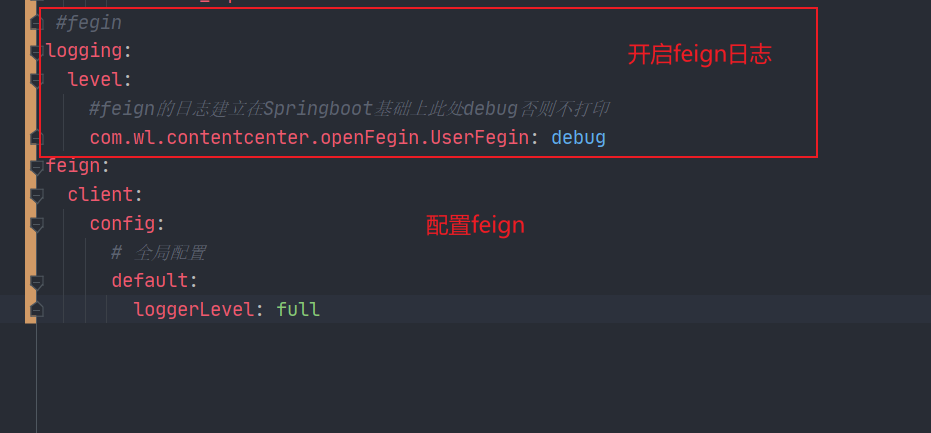 #fegin
logging:
开启feign日志
level:
#feign的日志建立在Springboot基础上此处debug否则不打印
com.wl.contentcenter.openFegin.UserFegin: debug
feign:
client:
config:
配置feign
# 全局配置
default:
loggerLevel: full